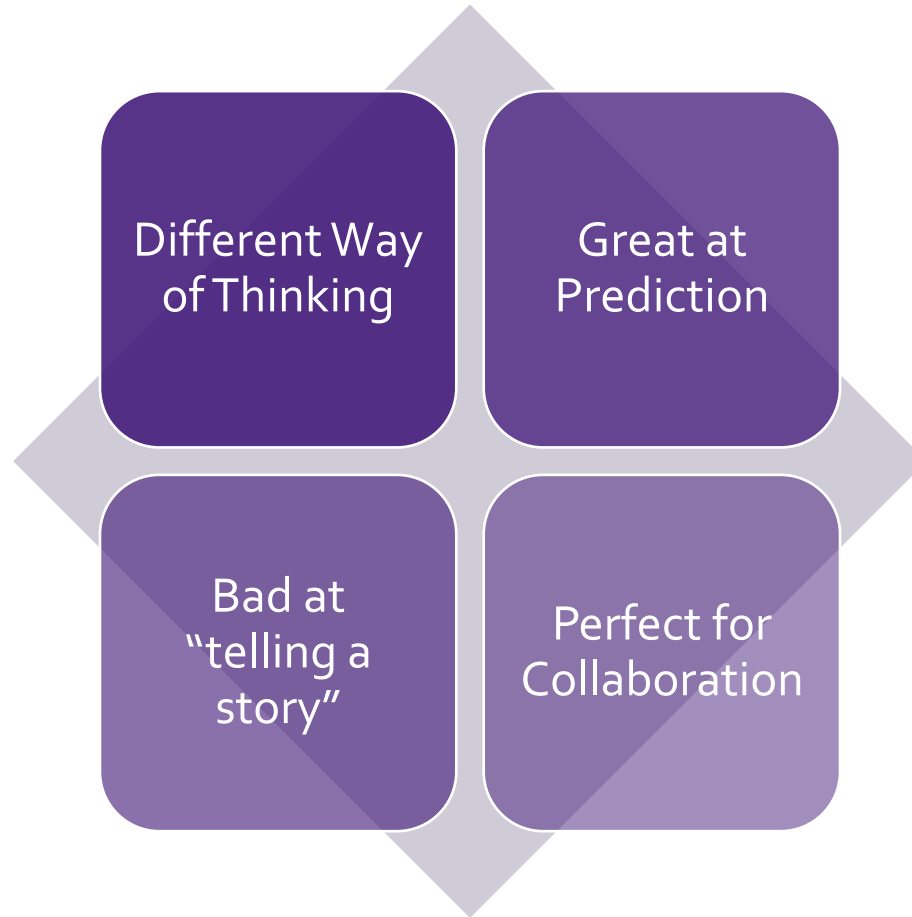 Different Way
of Thinking
Great at
Prediction
Bad at
“telling a
story”
Perfect for
Collaboration